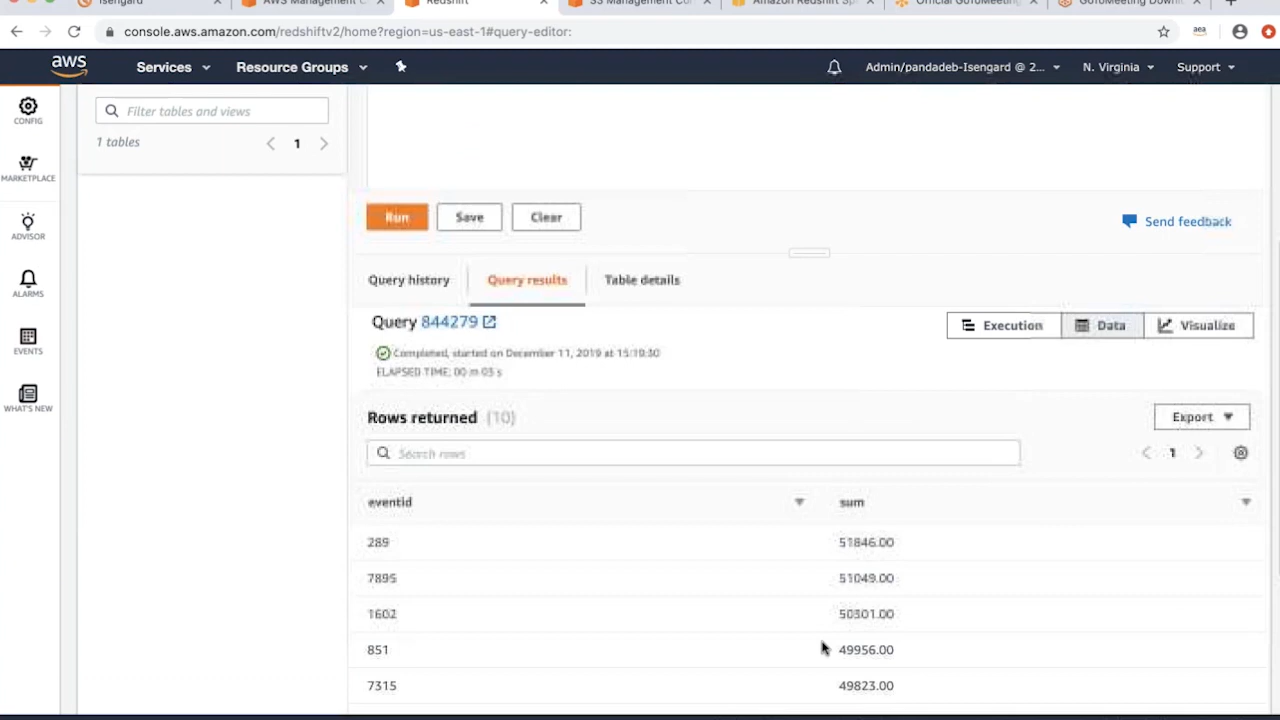 Isengard
AWS Management C
Redshift
S3 Management Co
Amazon Redshift Sp
Official GoToMeeting
GoToMeeting Downl
console.aws.amazon.com/redshiftv2/home?region=us-east-1#query-editor:
aea
aws
Services
Resource Groups
Admin/pandadeb-Isengard @ 2...
N. Virginia
Support
CONFIG
MARKETPLACE
ADVISOR
ALARMS
EVENTS
WHAT'S NEW
Filter tables and views
1 tables
1
Run
Save
Clear
Send feedback
Query history
Query results
Table details
Query 844279
Execution
Data
Visualize
Completed, started on December 11, 2019 at 15:19:30
ELAPSED TIME: 00 m 03 s
Rows returned (10)
Export
Search rows
1
eventid sum
289 51846.00
7895 51049.00
1602 50301.00
851 49956.00
7315 49823.00